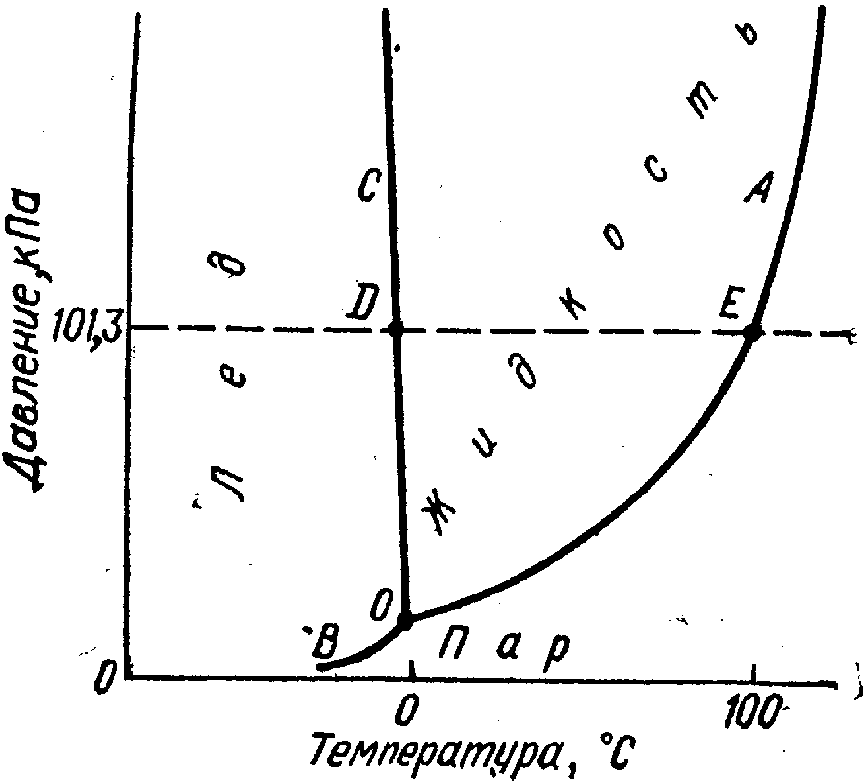 Давление, кПа
101,3
0
Лед
Жидкость
Пар
C
A
D
E
O
B
0
100
Температура, °C